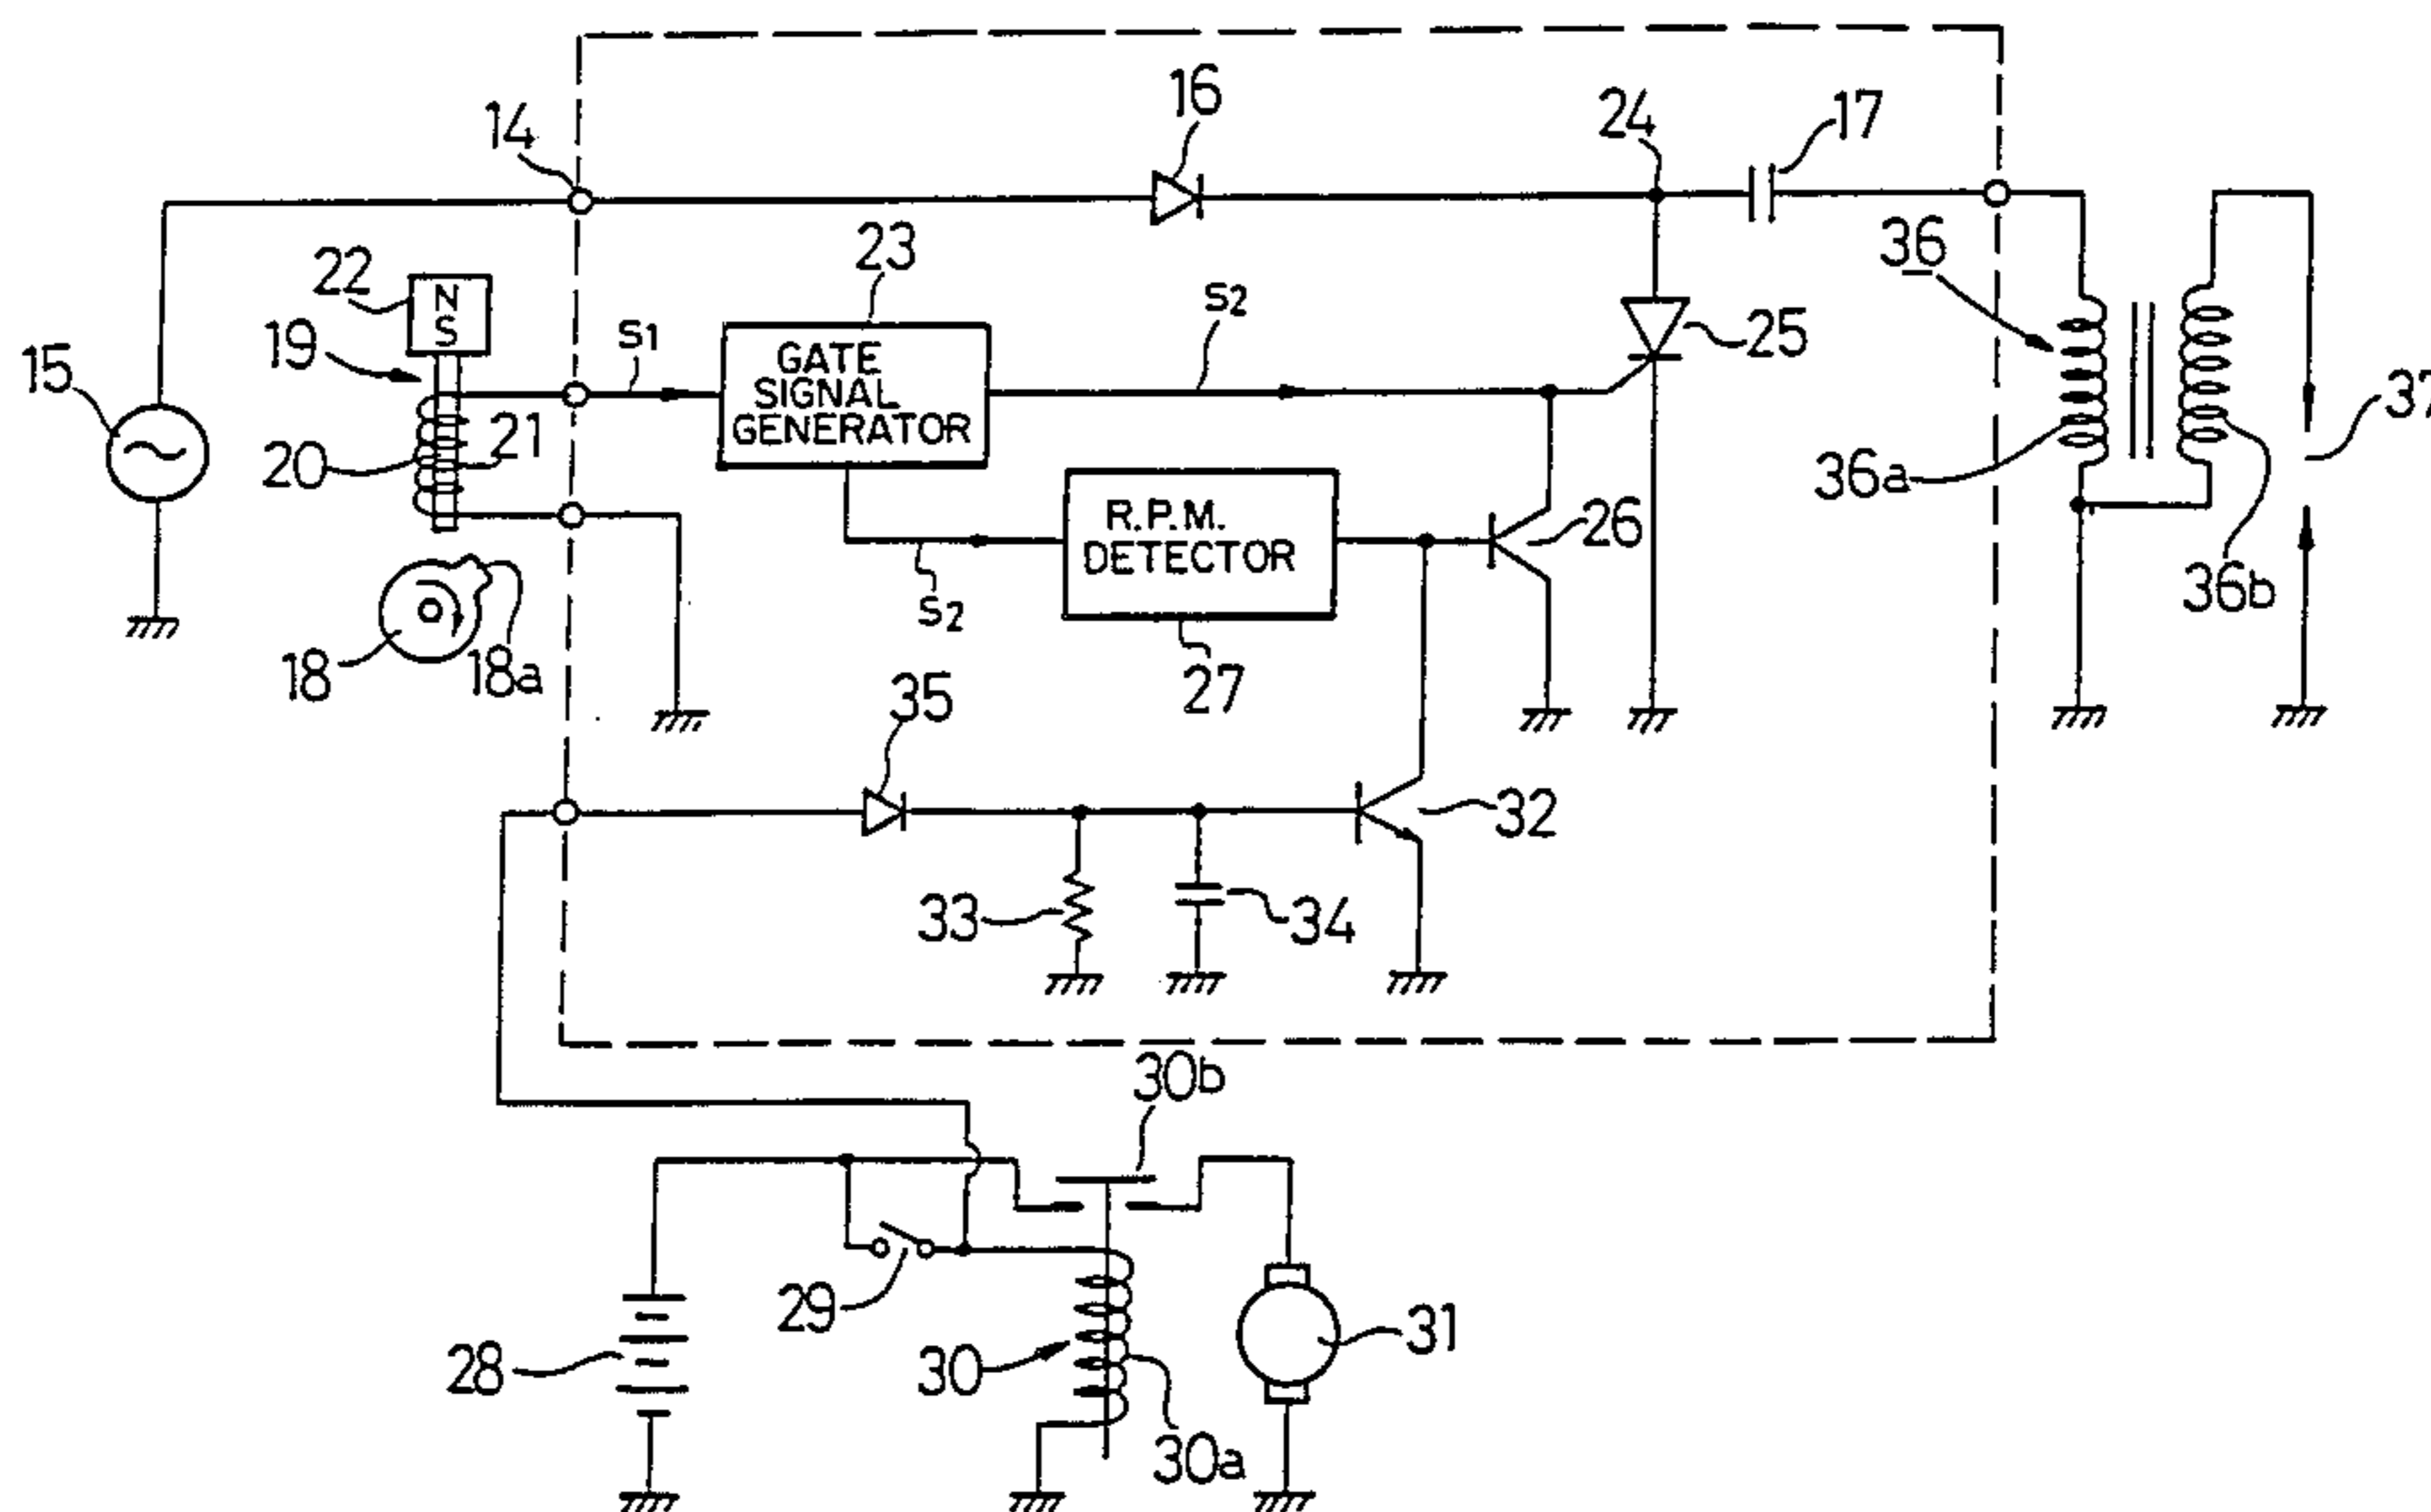 14
16
24
17
22
N
S
23
36
S2
19
S1
25
15
GATE
SIGNAL
GENERATOR
37
20
21
36a
R.P.M.
DETECTOR
26
36b
S2
18
18a
27
35
32
33
34
30b
29
28
30
31
30a